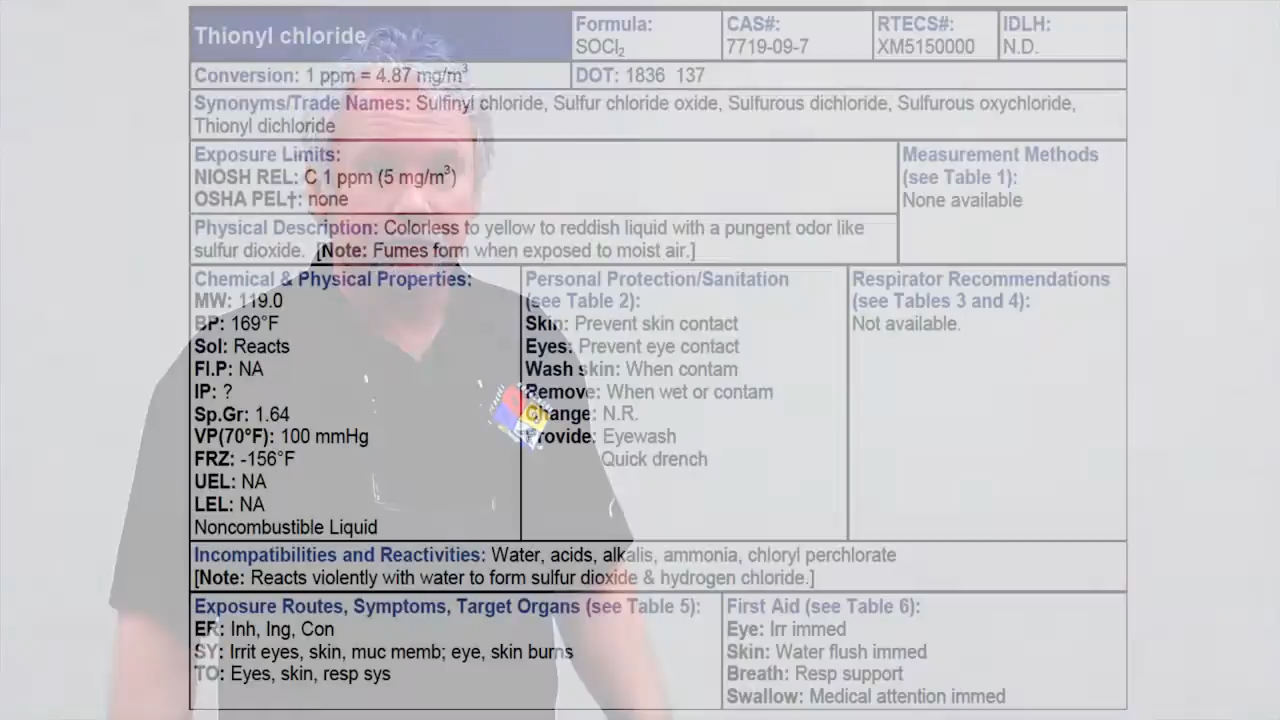 Thionyl chloride
Formula:
SOCl₂
CAS#:
7719-09-7
RTECS#:
XM5150000
IDLH:
N.D.
Conversion: 1 ppm = 4.87 mg/m³
DOT: 1836 137
Synonyms/Trade Names: Sulfinyl chloride, Sulfur chloride oxide, Sulfurous dichloride, Sulfurous oxychloride,
Thionyl dichloride
Exposure Limits:
NIOSH REL: C 1 ppm (5 mg/m³)
OSHA PEL†: none
Measurement Methods
(see Table 1):
None available
Physical Description: Colorless to yellow to reddish liquid with a pungent odor like
sulfur dioxide. [Note: Fumes form when exposed to moist air.]
Chemical & Physical Properties:
MW: 119.0
BP: 169°F
Sol: Reacts
Fl.P: NA
IP: ?
Sp.Gr: 1.64
VP(70°F): 100 mmHg
FRZ: -156°F
UEL: NA
LEL: NA
Noncombustible Liquid
Personal Protection/Sanitation
(see Table 2):
Skin: Prevent skin contact
Eyes: Prevent eye contact
Wash skin: When contam
Remove: When wet or contam
Change: N.R.
Provide: Eyewash
Quick drench
Respirator Recommendations
(see Tables 3 and 4):
Not available.
Incompatibilities and Reactivities: Water, acids, alkalis, ammonia, chloryl perchlorate
[Note: Reacts violently with water to form sulfur dioxide & hydrogen chloride.]
Exposure Routes, Symptoms, Target Organs (see Table 5):
ER: Inh, Ing, Con
SY: Irrit eyes, skin, muc memb; eye, skin burns
TO: Eyes, skin, resp sys
First Aid (see Table 6):
Eye: Irr immed
Skin: Water flush immed
Breath: Resp support
Swallow: Medical attention immed